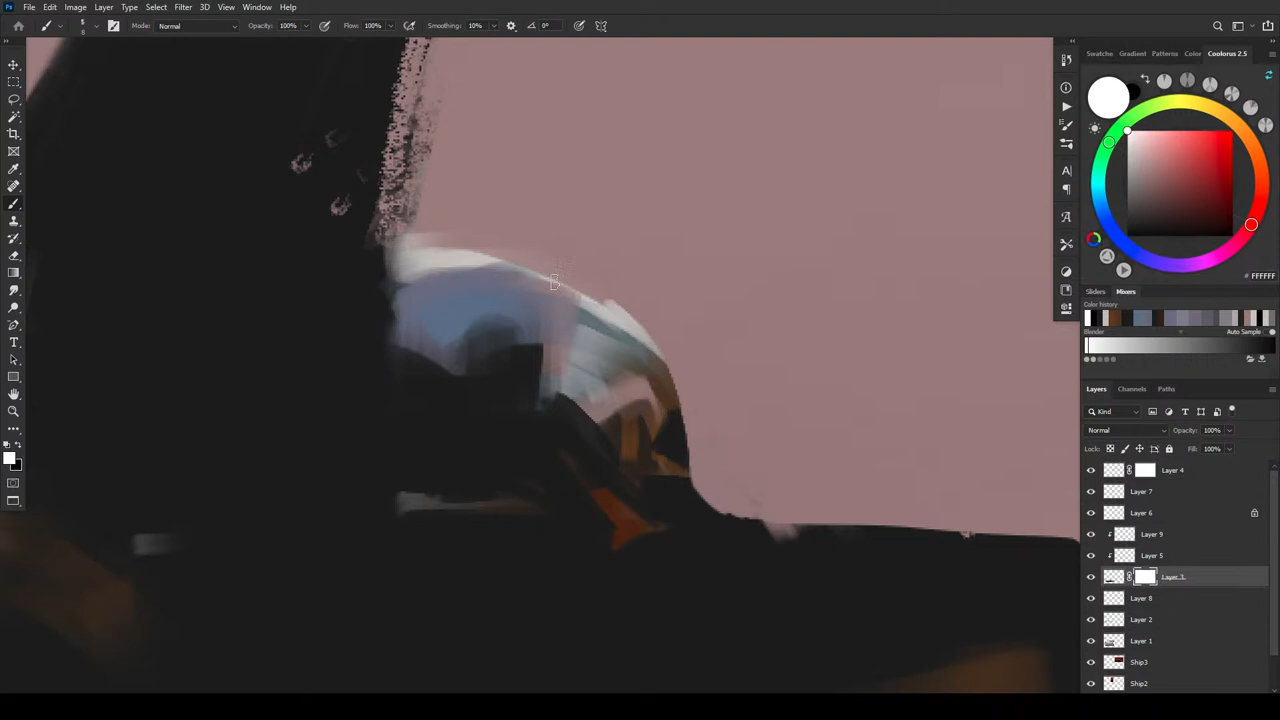 Ps File Edit Image Layer Type Select Filter 3D View Window Help
8 Mode: Normal Opacity: 100% Flow: 100% Smoothing: 10% 0°
Swatche Gradient Patterns Color Coolorus 2.5
# FFFFFF
Sliders Mixers
Color history
Blender Auto Sample
Layers Channels Paths
Kind
Normal Opacity: 100%
Lock: Fill: 100%
Layer 4
Layer 7
Layer 6
Layer 9
Layer 5
Layer 3
Layer 8
Layer 2
Layer 1
Ship3
Ship2